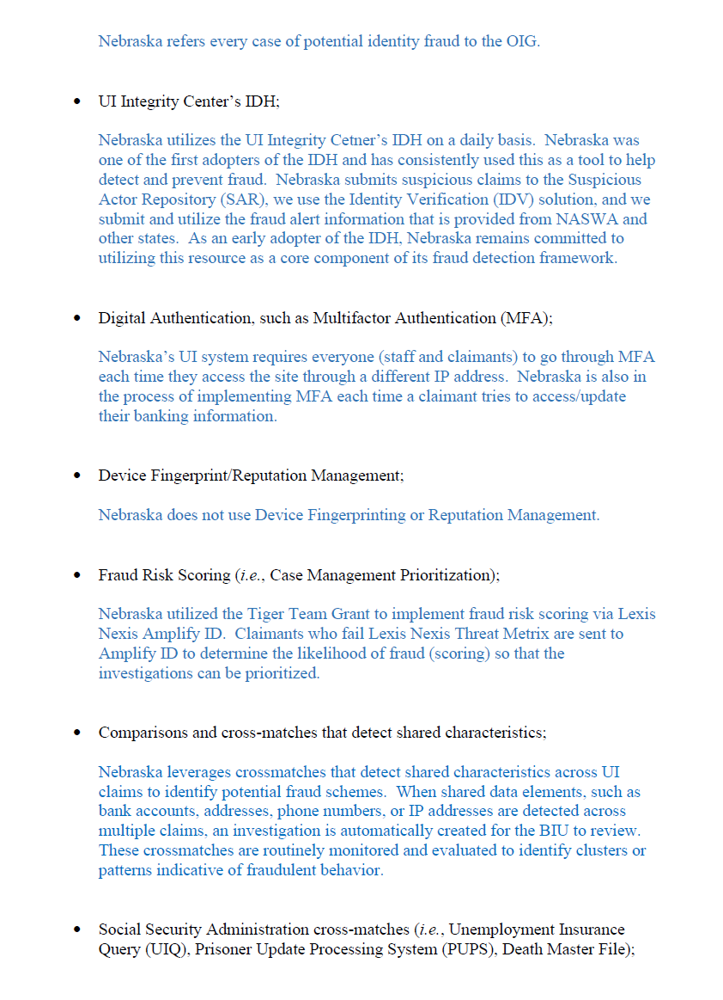 Nebraska refers every case of potential identity fraud to the OIG.
• UI Integrity Center’s IDH;
Nebraska utilizes the UI Integrity Cetner’s IDH on a daily basis.  Nebraska was
one of the first adopters of the IDH and has consistently used this as a tool to help
detect and prevent fraud.  Nebraska submits suspicious claims to the Suspicious
Actor Repository (SAR), we use the Identity Verification (IDV) solution, and we
submit and utilize the fraud alert information that is provided from NASWA and
other states.  As an early adopter of the IDH, Nebraska remains committed to
utilizing this resource as a core component of its fraud detection framework.
• Digital Authentication, such as Multifactor Authentication (MFA);
Nebraska’s UI system requires everyone (staff and claimants) to go through MFA
each time they access the site through a different IP address.  Nebraska is also in
the process of implementing MFA each time a claimant tries to access/update
their banking information.
• Device Fingerprint/Reputation Management;
Nebraska does not use Device Fingerprinting or Reputation Management.
• Fraud Risk Scoring (i.e., Case Management Prioritization);
Nebraska utilized the Tiger Team Grant to implement fraud risk scoring via Lexis
Nexis Amplify ID.  Claimants who fail Lexis Nexis Threat Metrix are sent to
Amplify ID to determine the likelihood of fraud (scoring) so that the
investigations can be prioritized.
• Comparisons and cross-matches that detect shared characteristics;
Nebraska leverages crossmatches that detect shared characteristics across UI
claims to identify potential fraud schemes.  When shared data elements, such as
bank accounts, addresses, phone numbers, or IP addresses are detected across
multiple claims, an investigation is automatically created for the BIU to review.
These crossmatches are routinely monitored and evaluated to identify clusters or
patterns indicative of fraudulent behavior.
• Social Security Administration cross-matches (i.e., Unemployment Insurance
Query (UIQ), Prisoner Update Processing System (PUPS), Death Master File);